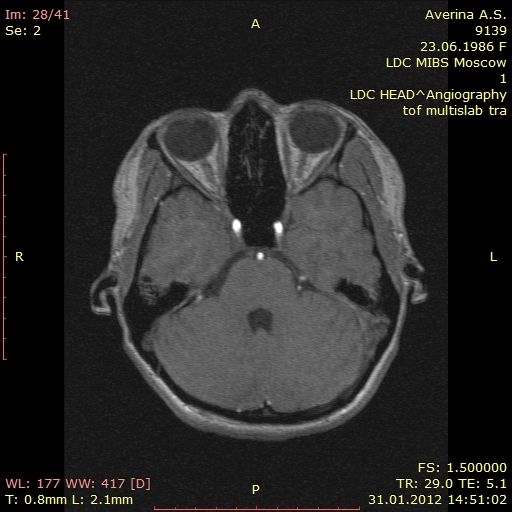 Im: 28/41
Se: 2
A
Averina A.S.
9139
23.06.1986 F
LDC MIBS Moscow
1
LDC HEAD^Angiography
tof multislab tra
R
L
WL: 177 WW: 417 [D]
T: 0.8mm L: 2.1mm
P
FS: 1.500000
TR: 29.0 TE: 5.1
31.01.2012 14:51:02